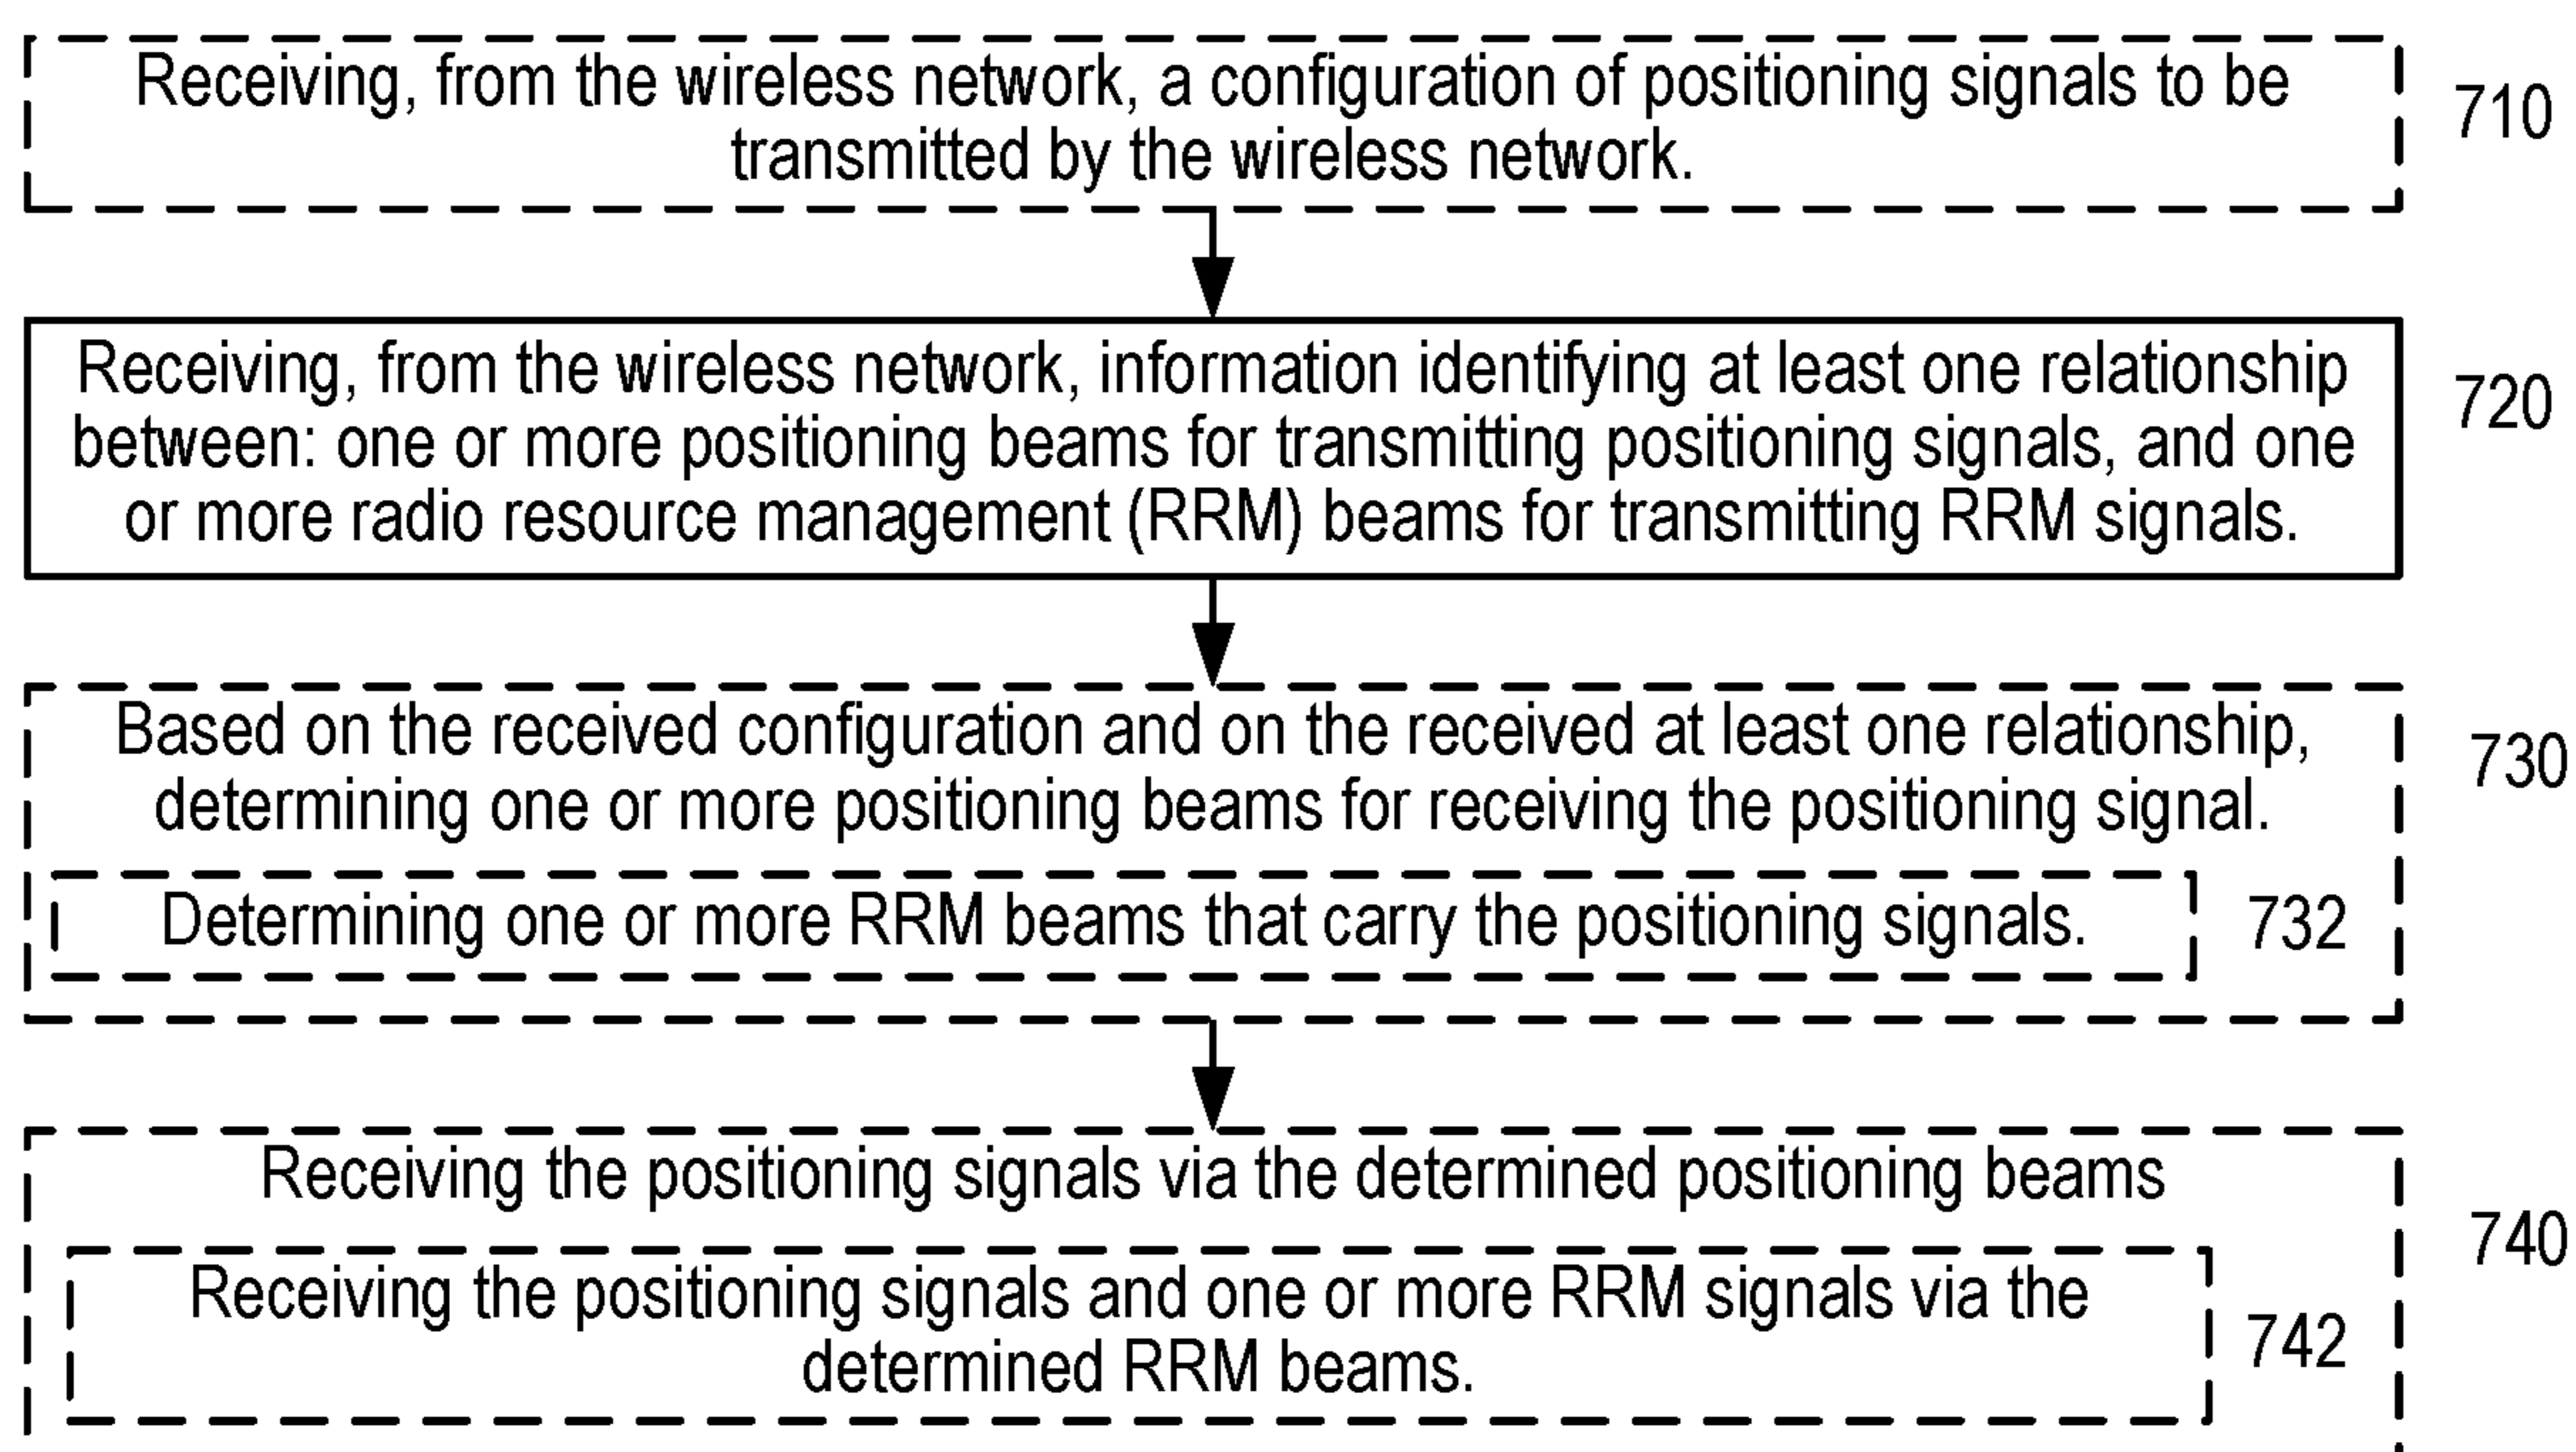 Receiving, from the wireless network, a configuration of positioning signals to be
transmitted by the wireless network.
710
Receiving, from the wireless network, information identifying at least one relationship
between: one or more positioning beams for transmitting positioning signals, and one
or more radio resource management (RRM) beams for transmitting RRM signals.
720
Based on the received configuration and on the received at least one relationship,
determining one or more positioning beams for receiving the positioning signal.
730
Determining one or more RRM beams that carry the positioning signals.
732
Receiving the positioning signals via the determined positioning beams
740
Receiving the positioning signals and one or more RRM signals via the
determined RRM beams.
742